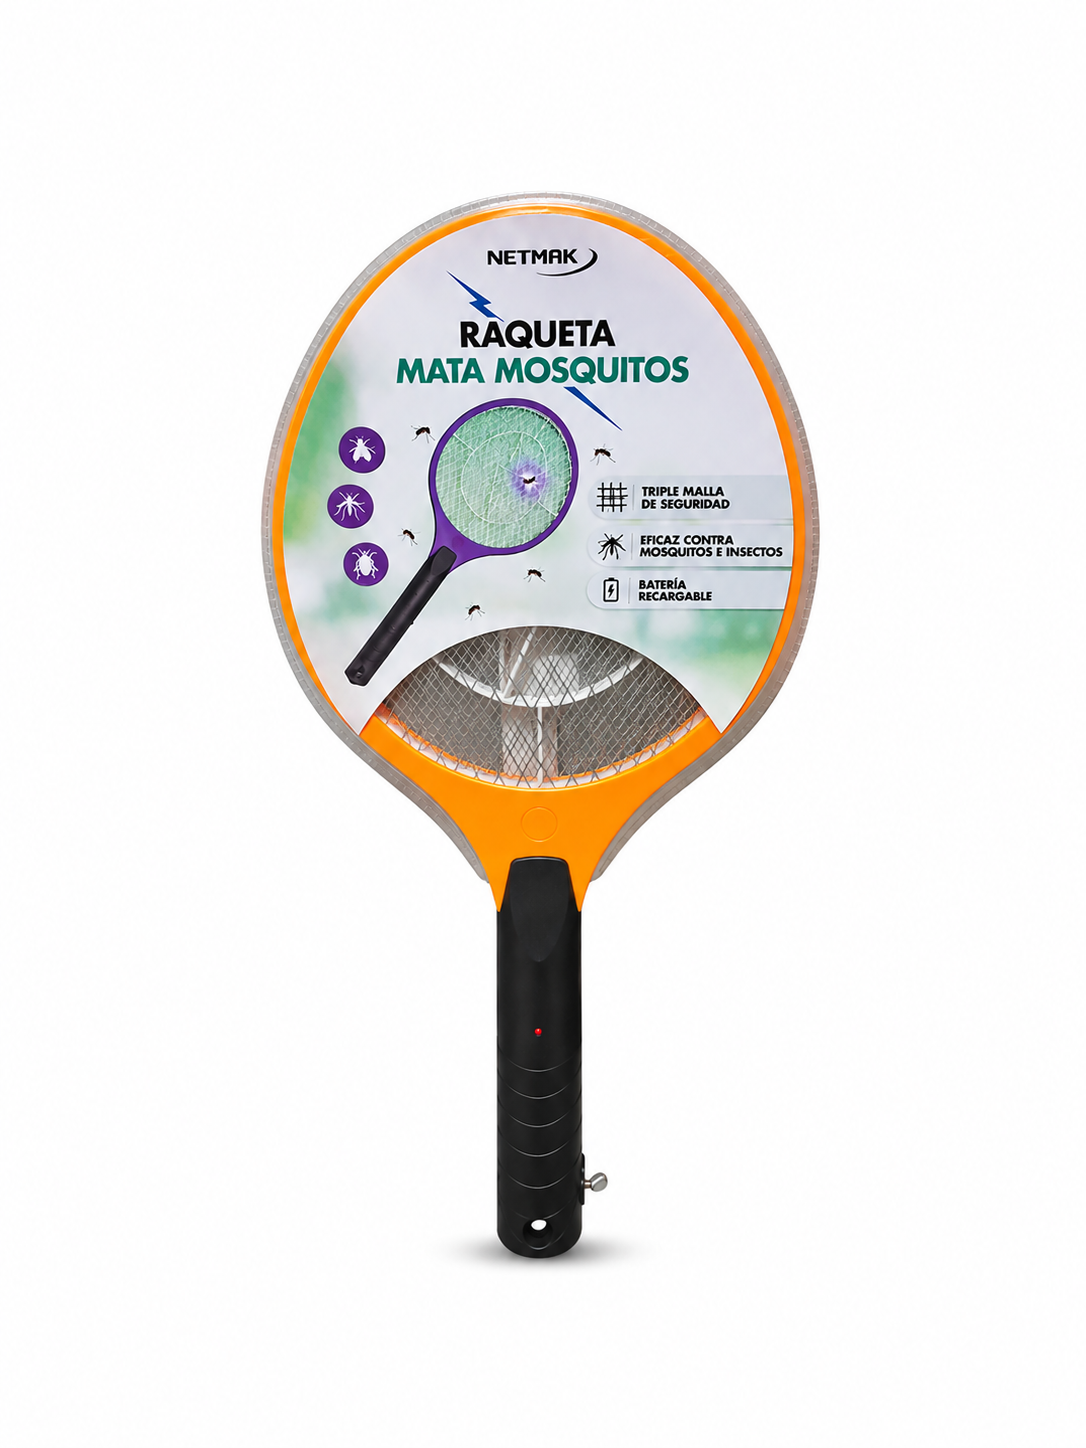 NETMAK
RAQUETA
MATA MOSQUITOS
TRIPLE MALLA
DE SEGURIDAD
EFICAZ CONTRA
MOSQUITOS E INSECTOS
BATERÍA
RECARGABLE